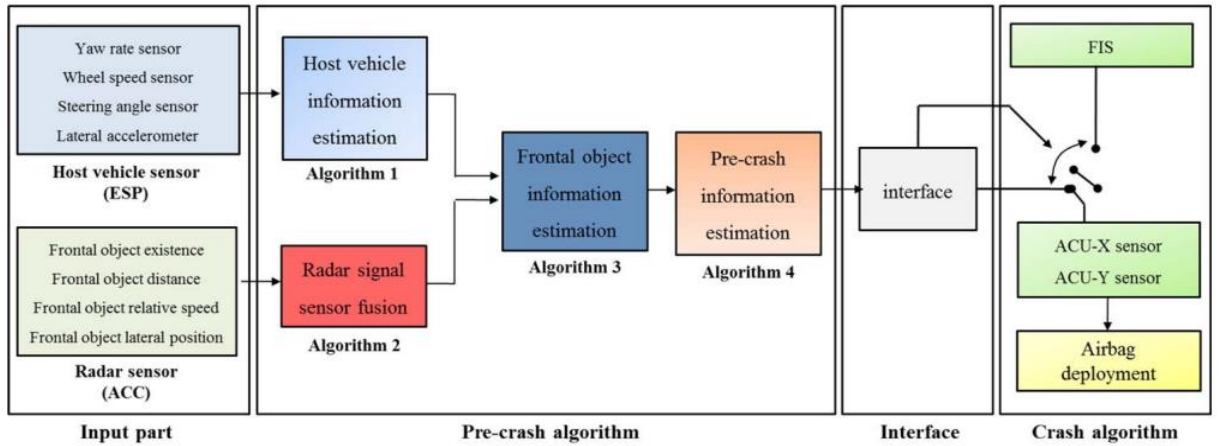 Yaw rate sensor
Wheel speed sensor
Steering angle sensor
Lateral accelerometer
Host vehicle sensor
(ESP)
Frontal object existence
Frontal object distance
Frontal object relative speed
Frontal object lateral position
Radar sensor
(ACC)
Input part
Host vehicle
information
estimation
Algorithm 1
Radar signal
sensor fusion
Algorithm 2
Frontal object
information
estimation
Algorithm 3
Pre-crash
information
estimation
Algorithm 4
Pre-crash algorithm
interface
Interface
FIS
ACU-X sensor
ACU-Y sensor
Airbag
deployment
Crash algorithm